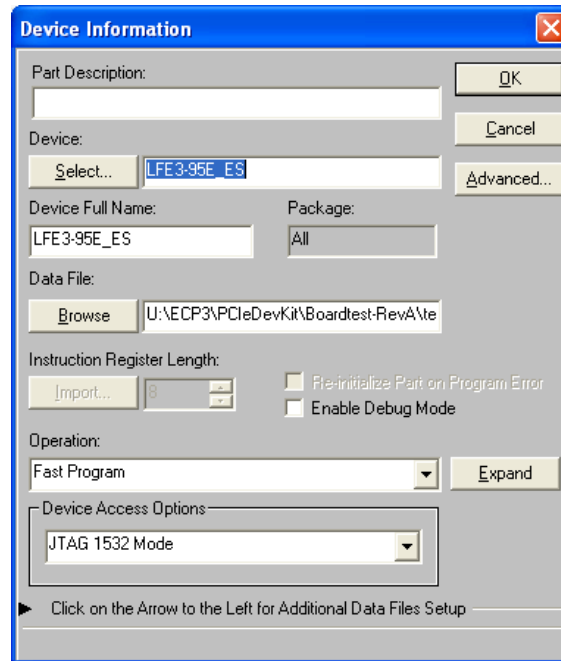 Device Information
Part Description:
OK
Device:
Cancel
Select... LFE3-95E_ES
Advanced...
Device Full Name: Package:
LFE3-95E_ES All
Data File:
Browse U:\ECP3\PCIeDevKit\Boardtest-RevA\te
Instruction Register Length:
Import... 8 Re-initialize Part on Program Error
Enable Debug Mode
Operation:
Fast Program Expand
Device Access Options
JTAG 1532 Mode
Click on the Arrow to the Left for Additional Data Files Setup